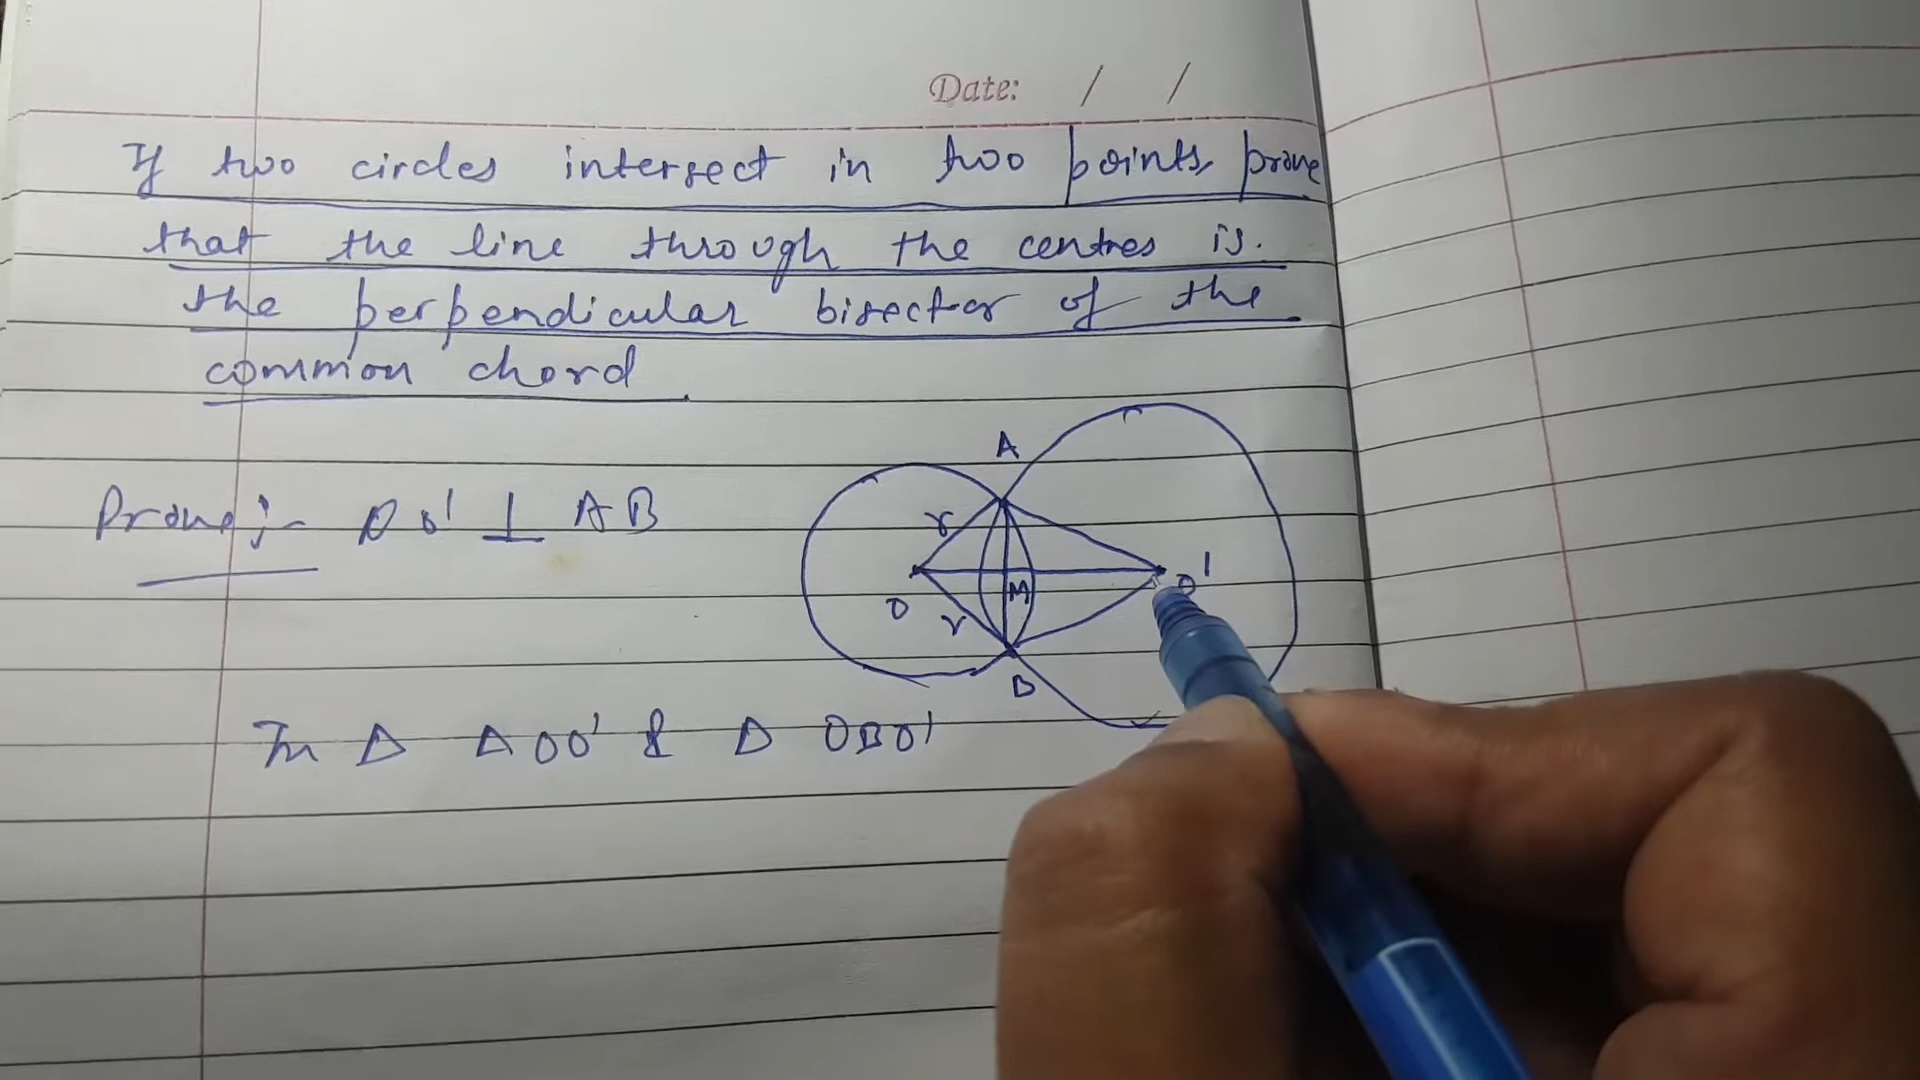 Date: / /
If two circles intersect in two points, prove
that the line through the centres is.
the perpendicular bisector of the
common chord
Prove :- OO' ⊥ AB
A
r
M
O
O'
r
B
In Δ AOO' & Δ OBO'